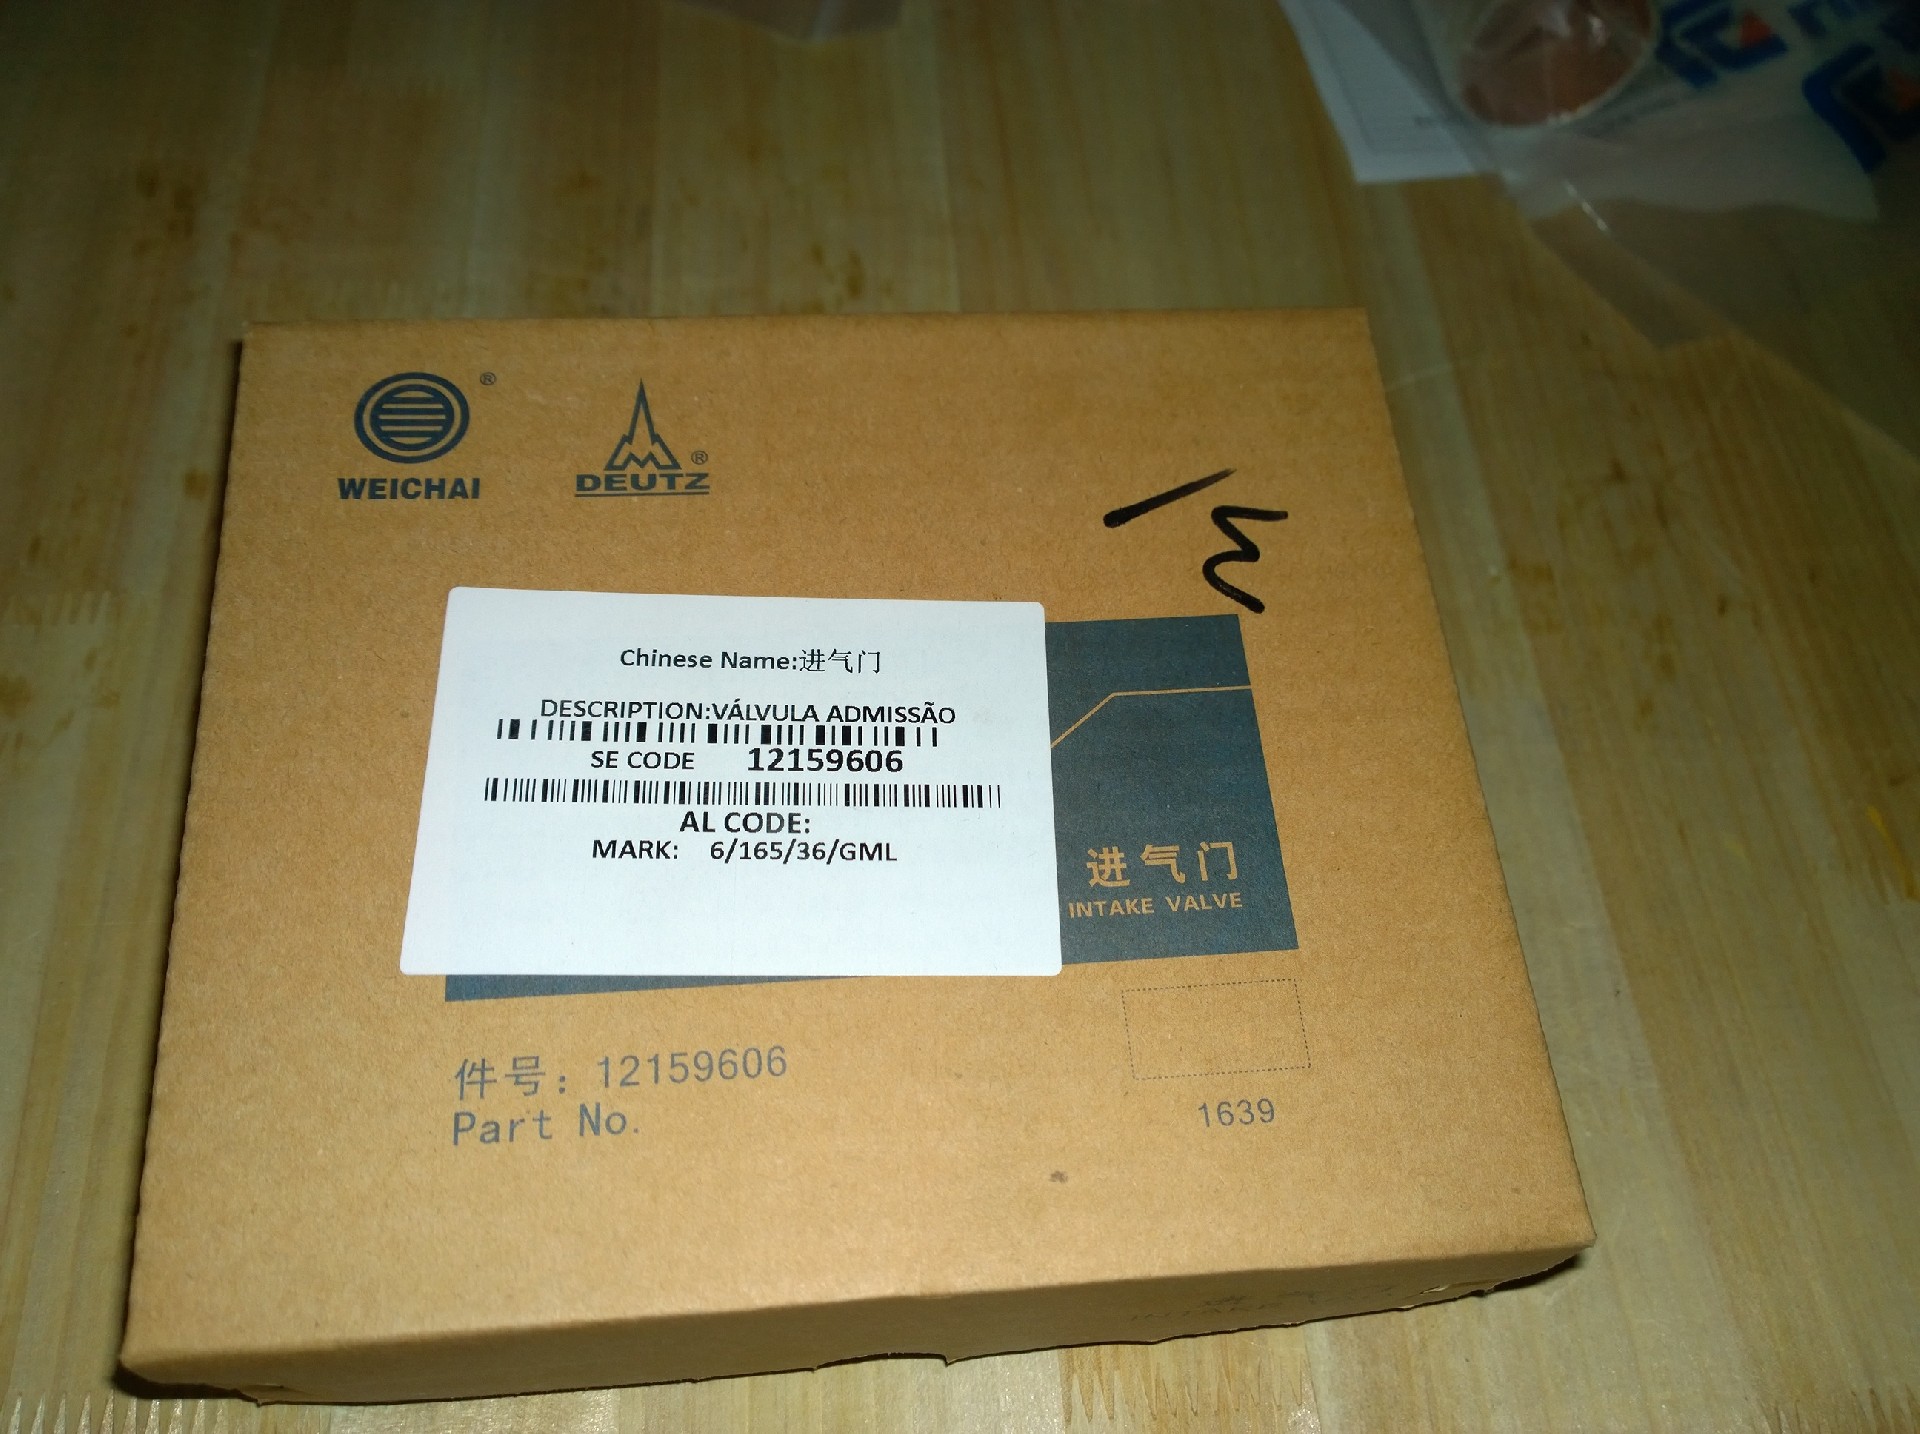 WEICHAI ®
DEUTZ ®
Chinese Name:进气门
DESCRIPTION:VÁLVULA ADMISSÃO
SE CODE 12159606
AL CODE:
MARK: 6/165/36/GML
进气门
INTAKE VALVE
件号: 12159606
Part No.
1639